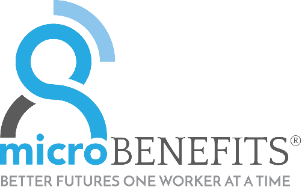 microBENEFITS®
BETTER FUTURES ONE WORKER AT A TIME